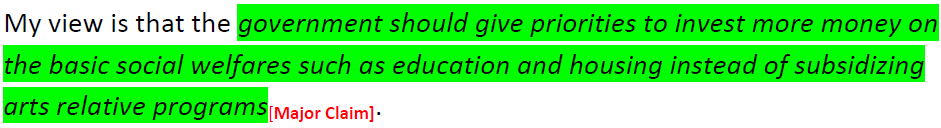 My view is that the government should give priorities to invest more money on
the basic social welfares such as education and housing instead of subsidizing
arts relative programs[Major Claim].